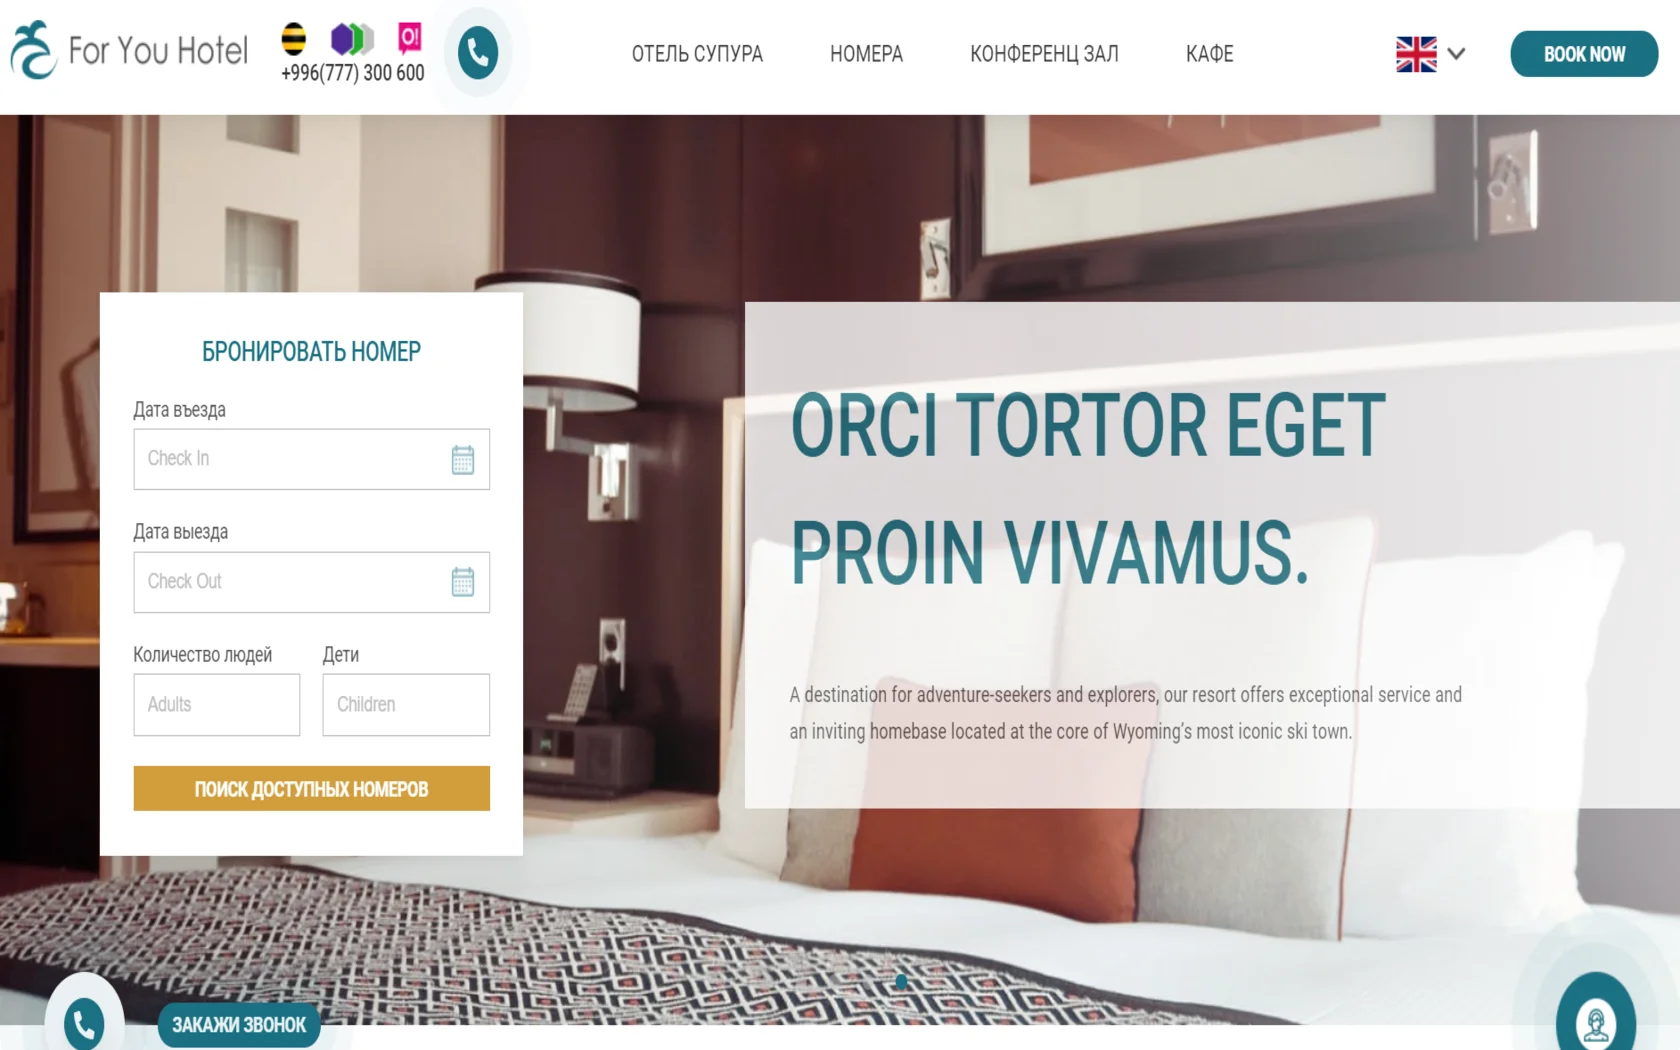 For You Hotel
O!
+996(777) 300 600
ОТЕЛЬ СУПУРА
НОМЕРА
КОНФЕРЕНЦ ЗАЛ
КАФЕ
BOOK NOW
БРОНИРОВАТЬ НОМЕР
Дата въезда
Check In
Дата выезда
Check Out
Количество людей
Дети
Adults
Children
ПОИСК ДОСТУПНЫХ НОМЕРОВ
ORCI TORTOR EGET
PROIN VIVAMUS.
A destination for adventure-seekers and explorers, our resort offers exceptional service and
an inviting homebase located at the core of Wyoming’s most iconic ski town.
ЗАКАЖИ ЗВОНОК